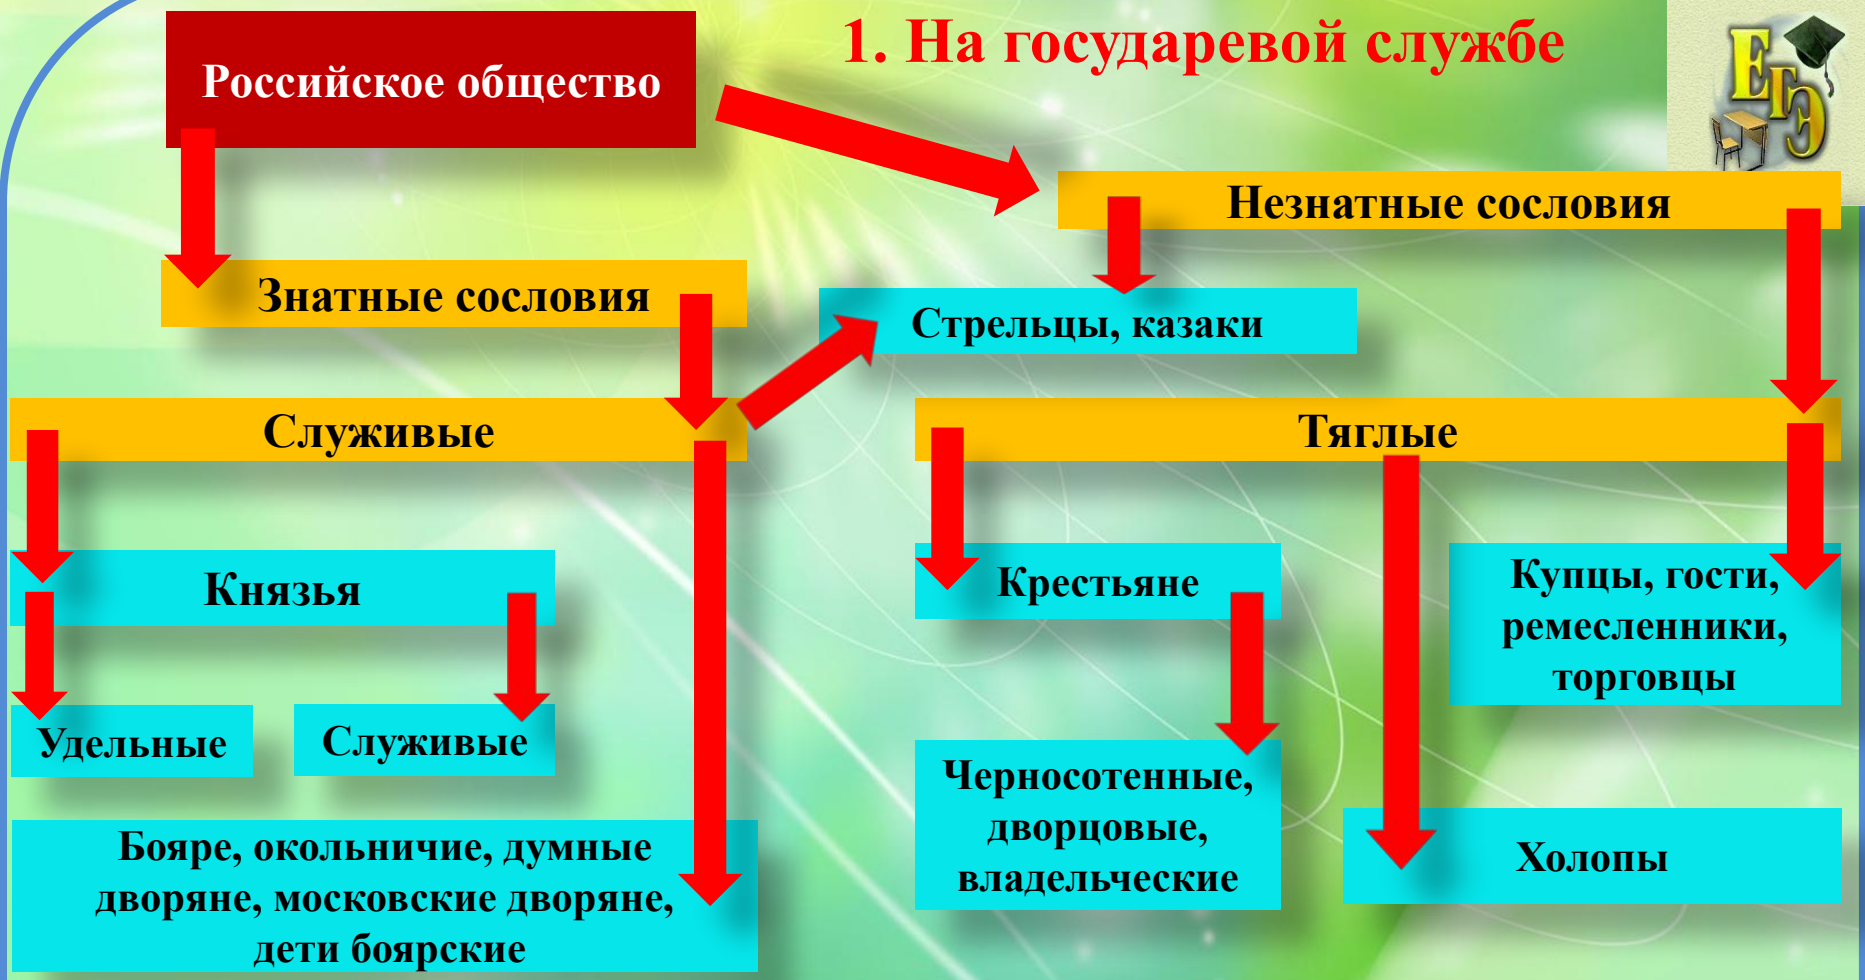 1. На государевой службе
Российское общество
ЕГЭ
Незнатные сословия
Знатные сословия
Стрельцы, казаки
Служивые
Тяглые
Князья
Крестьяне
Купцы, гости,
ремесленники,
торговцы
Удельные
Служивые
Черносотенные,
дворцовые,
владельческие
Бояре, окольничие, думные
дворяне, московские дворяне,
дети боярские
Холопы